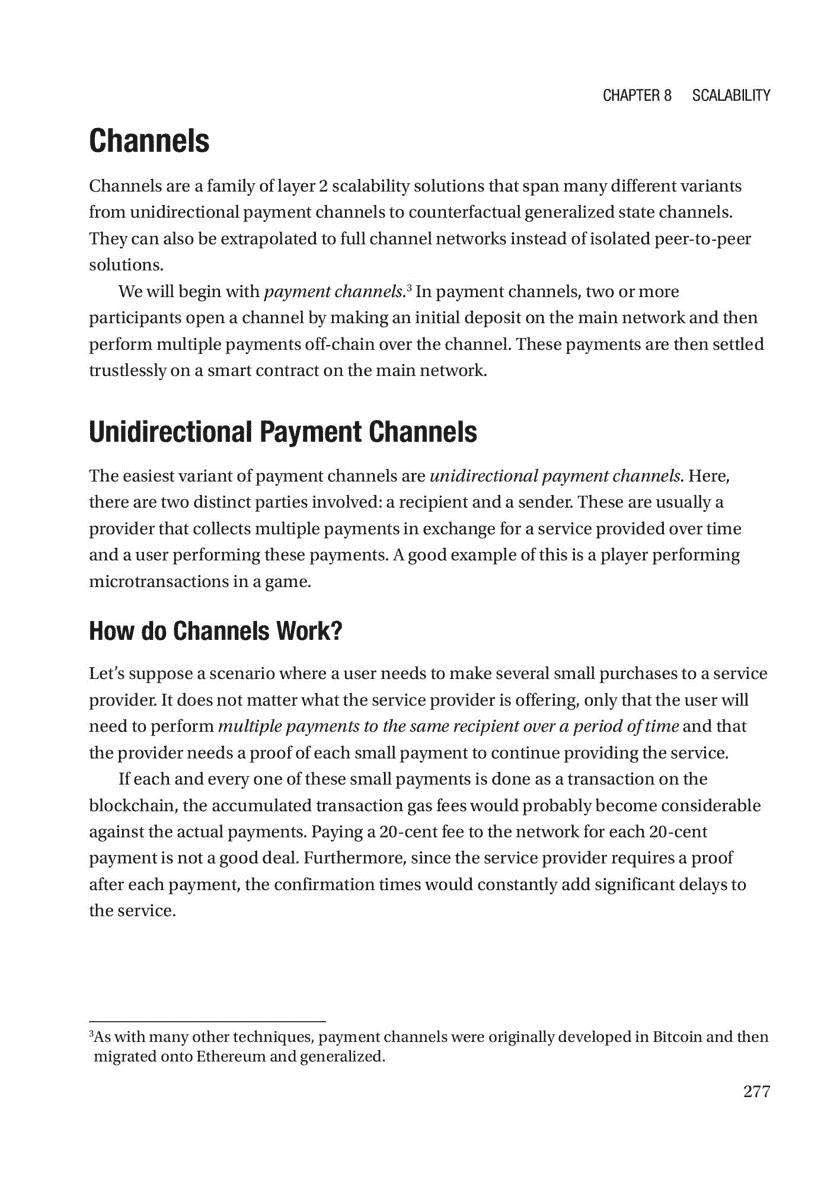 CHAPTER 8 SCALABILITY
Channels
Channels are a family of layer 2 scalability solutions that span many different variants
from unidirectional payment channels to counterfactual generalized state channels.
They can also be extrapolated to full channel networks instead of isolated peer-to-peer
solutions.
We will begin with payment channels.³ In payment channels, two or more
participants open a channel by making an initial deposit on the main network and then
perform multiple payments off-chain over the channel. These payments are then settled
trustlessly on a smart contract on the main network.
Unidirectional Payment Channels
The easiest variant of payment channels are unidirectional payment channels. Here,
there are two distinct parties involved: a recipient and a sender. These are usually a
provider that collects multiple payments in exchange for a service provided over time
and a user performing these payments. A good example of this is a player performing
microtransactions in a game.
How do Channels Work?
Let’s suppose a scenario where a user needs to make several small purchases to a service
provider. It does not matter what the service provider is offering, only that the user will
need to perform multiple payments to the same recipient over a period of time and that
the provider needs a proof of each small payment to continue providing the service.
If each and every one of these small payments is done as a transaction on the
blockchain, the accumulated transaction gas fees would probably become considerable
against the actual payments. Paying a 20-cent fee to the network for each 20-cent
payment is not a good deal. Furthermore, since the service provider requires a proof
after each payment, the confirmation times would constantly add significant delays to
the service.
³As with many other techniques, payment channels were originally developed in Bitcoin and then
migrated onto Ethereum and generalized.
277